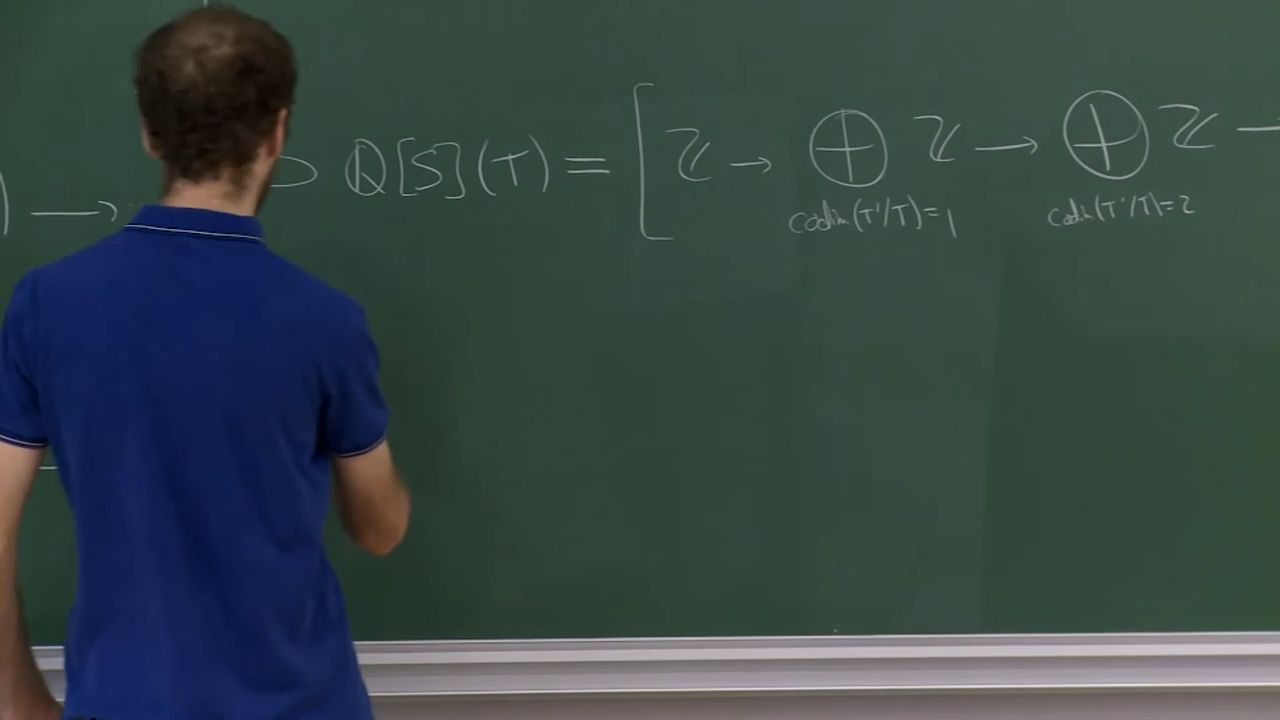 ) → ⊃ Q[S](T) = [ ℤ → ⊕ ℤ → ⊕ ℤ —
codim(T'/T)=1 codim(T'/T)=2